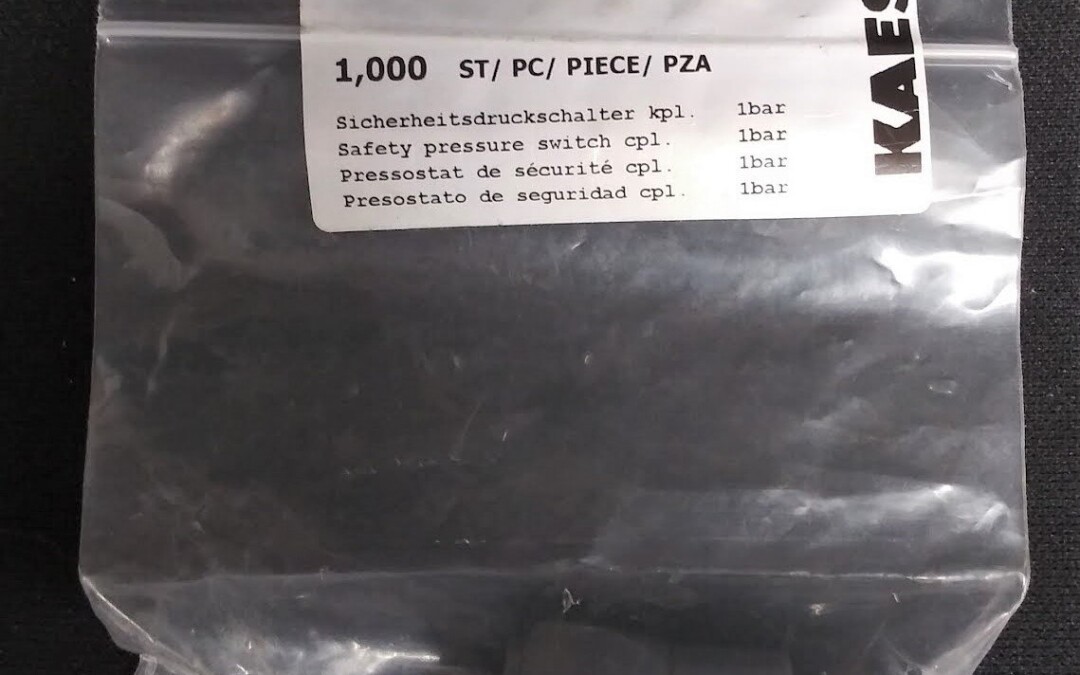 1,000 ST/ PC/ PIECE/ PZA
Sicherheitsdruckschalter kpl. 1bar
Safety pressure switch cpl. 1bar
Pressostat de sécurité cpl. 1bar
Presostato de seguridad cpl. 1bar
KAES